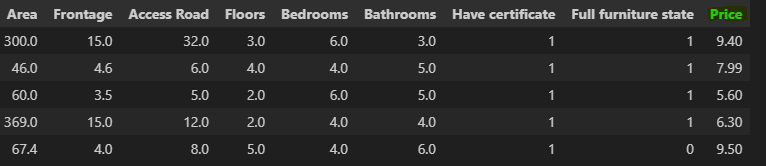 Area Frontage Access Road Floors Bedrooms Bathrooms Have certificate Full furniture state Price
300.0 15.0 32.0 3.0 6.0 3.0 1 1 9.40
46.0 4.6 6.0 4.0 4.0 5.0 1 1 7.99
60.0 3.5 5.0 2.0 6.0 5.0 1 1 5.60
369.0 15.0 12.0 2.0 4.0 4.0 1 1 6.30
67.4 4.0 8.0 5.0 4.0 6.0 1 0 9.50